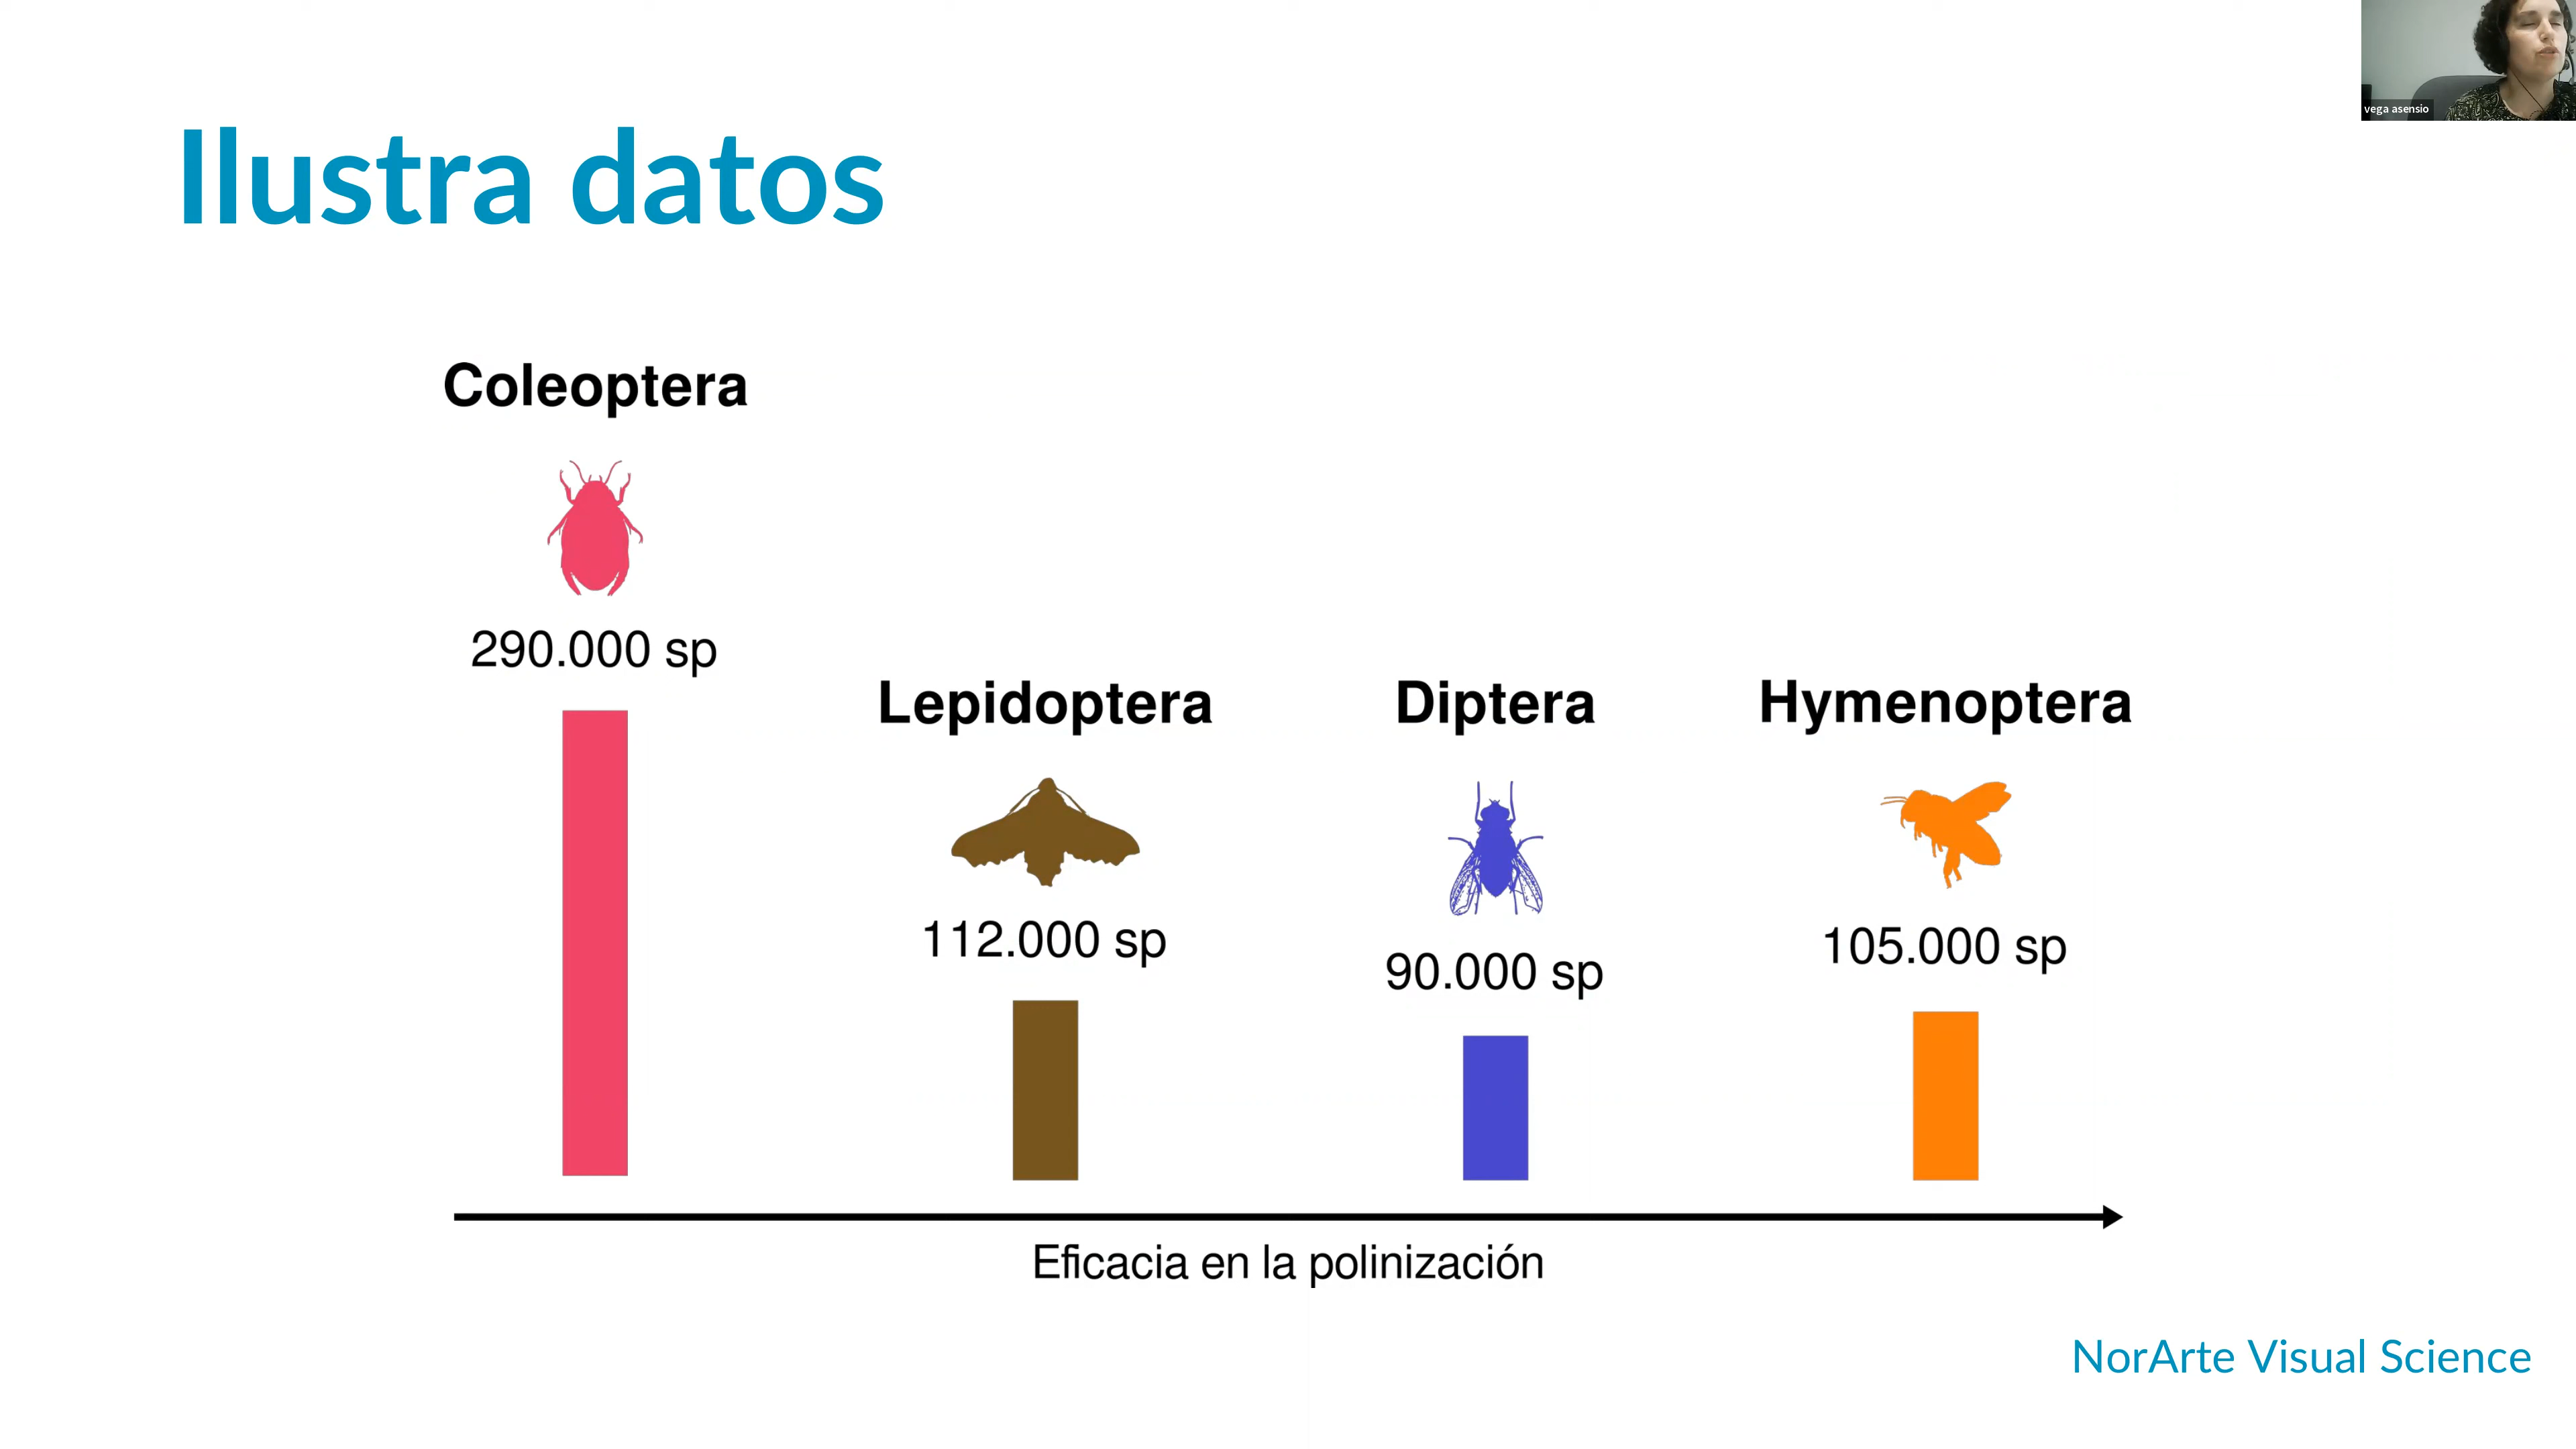 vega asensio
Ilustra datos
Coleoptera
290.000 sp
Lepidoptera
112.000 sp
Diptera
90.000 sp
Hymenoptera
105.000 sp
Eficacia en la polinización
NorArte Visual Science